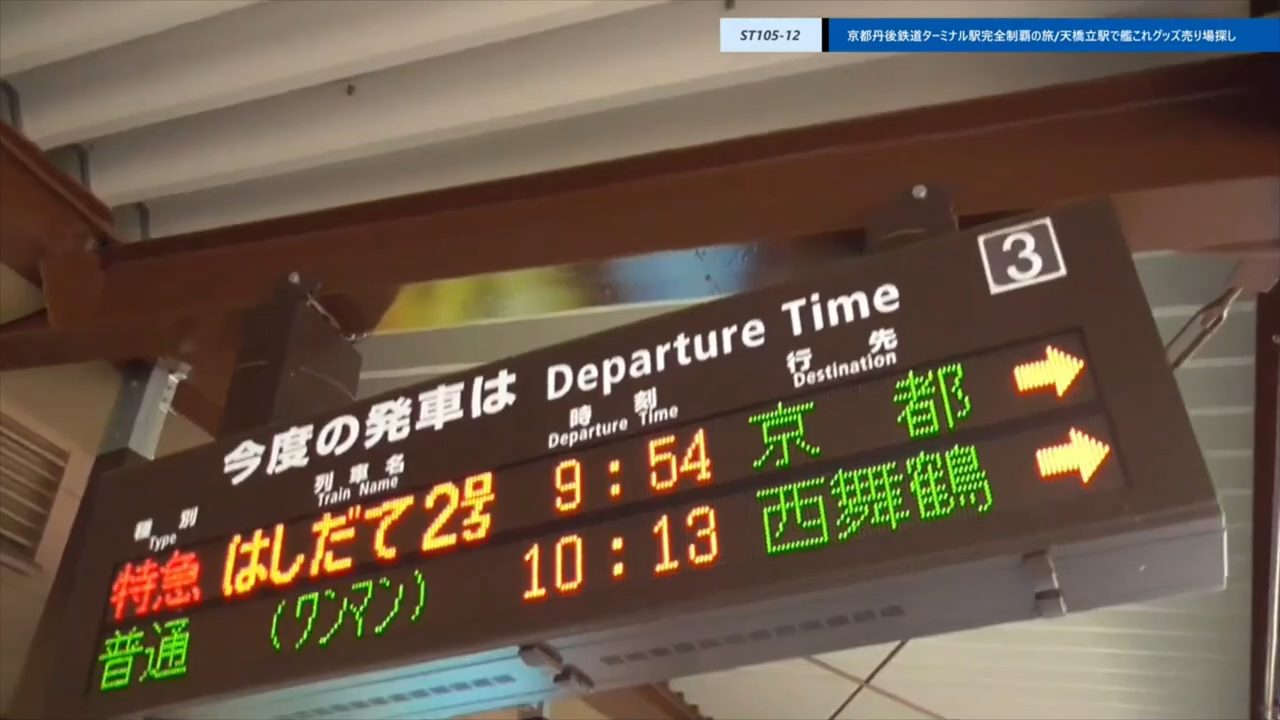 ST105-12
京都丹後鉄道ターミナル駅完全制覇の旅/天橋立駅で艦これグッズ売り場探し
3
今度の発車は Departure Time
種別 列車名 時刻 行先
Type Train Name Departure Time Destination
特急 はしだて2号 9:54 京都 →
普通 (ワンマン) 10:13 西舞鶴 →